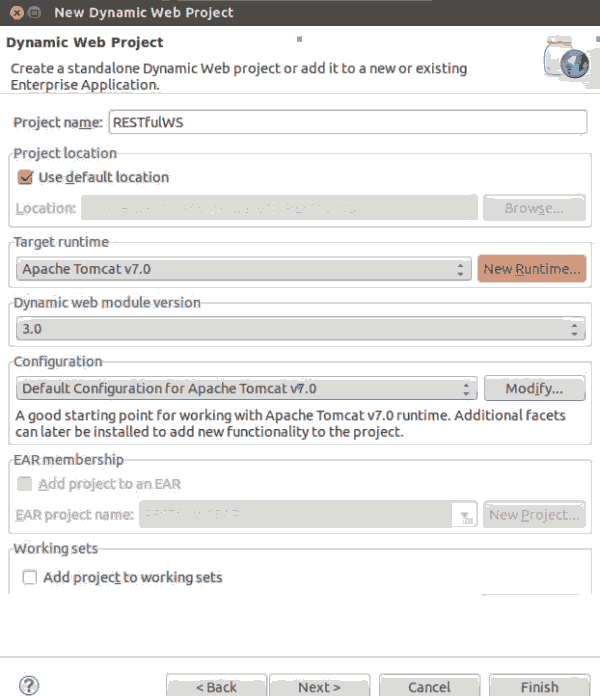 New Dynamic Web Project
Dynamic Web Project
Create a standalone Dynamic Web project or add it to a new or existing
Enterprise Application.
Project name: RESTfulWS
Project location
Use default location
Location: Browse...
Target runtime
Apache Tomcat v7.0 New Runtime...
Dynamic web module version
3.0
Configuration
Default Configuration for Apache Tomcat v7.0 Modify...
A good starting point for working with Apache Tomcat v7.0 runtime. Additional facets
can later be installed to add new functionality to the project.
EAR membership
Add project to an EAR
EAR project name: New Project...
Working sets
Add project to working sets
? < Back Next > Cancel Finish